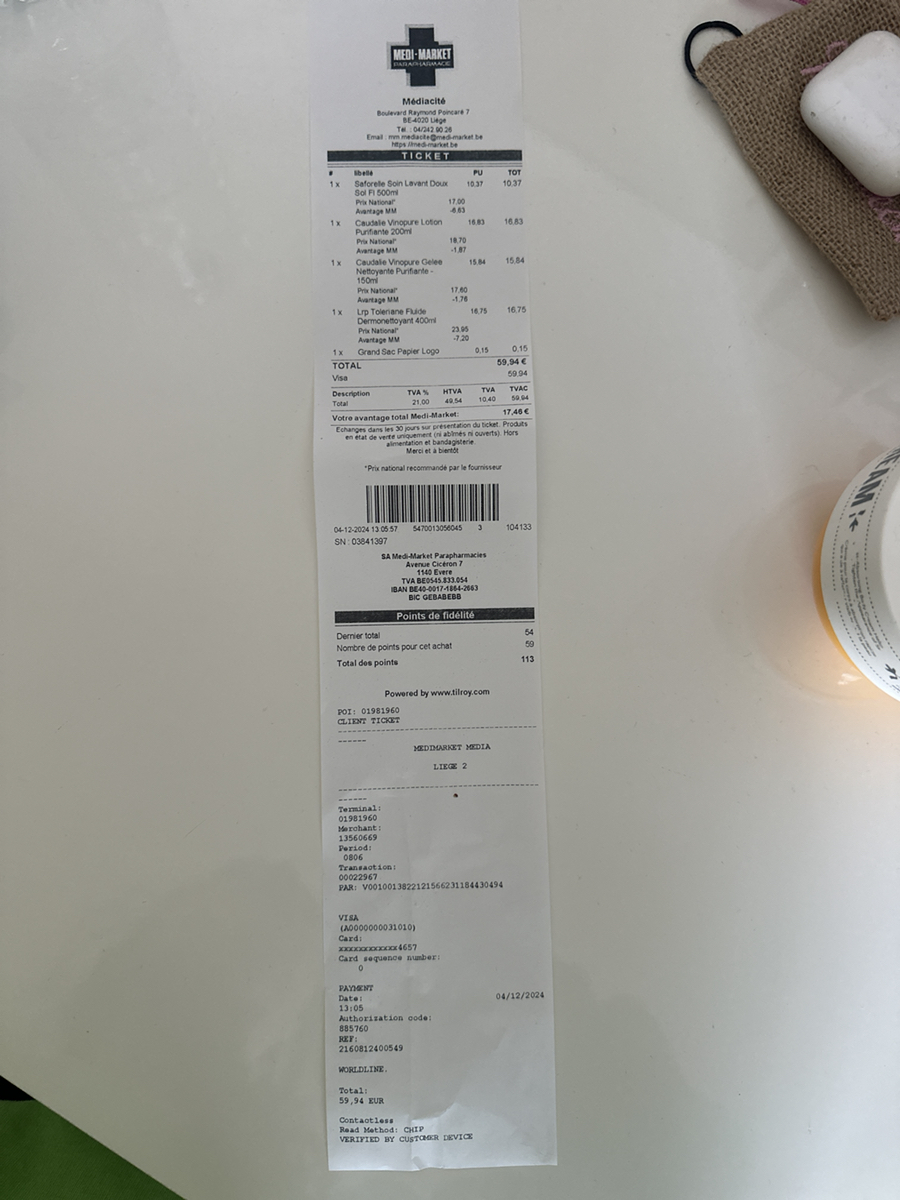 MEDI-MARKET
PARAPHARMACIE
Médiacité
Boulevard Raymond Poincaré 7
BE-4020 Liège
Tél. : 04/242.90.26
Email : mm.mediacite@medi-market.be
https://medi-market.be
TICKET
# libellé PU TOT
1 x Saforelle Soin Lavant Doux 10,37 10,37
Sol Fl 500ml
Prix National* 17,00
Avantage MM -6,63
1 x Caudalie Vinopure Lotion 16,83 16,83
Purifiante 200ml
Prix National* 18,70
Avantage MM -1,87
1 x Caudalie Vinopure Gelee 15,84 15,84
Nettoyante Purifiante -
150ml
Prix National* 17,60
Avantage MM -1,76
1 x Lrp Toleriane Fluide 16,75 16,75
Dermonettoyant 400ml
Prix National* 23,95
Avantage MM -7,20
1 x Grand Sac Papier Logo 0,15 0,15
TOTAL 59,94 €
Visa 59,94
Description TVA % HTVA TVA TVAC
Total 21,00 49,54 10,40 59,94
Votre avantage total Medi-Market: 17,46 €
Echanges dans les 30 jours sur présentation du ticket. Produits
en état de vente uniquement (ni abîmés ni ouverts). Hors
alimentation et bandagisterie.
Merci et à bientôt
*Prix national recommandé par le fournisseur
04-12-2024 13:05:57 5470013056045 3 104133
SN : 03841397
SA Medi-Market Parapharmacies
Avenue Cicéron 7
1140 Evere
TVA BE0545.833.054
IBAN BE40-0017-1864-2663
BIC GEBABEBB
Points de fidélité
Dernier total 54
Nombre de points pour cet achat 59
Total des points 113
Powered by www.tilroy.com
POI: 01981960
CLIENT TICKET
MEDIMARKET MEDIA
LIEGE 2
Terminal:
01981960
Merchant:
13560669
Period:
0806
Transaction:
00022967
PAR: V0010013822121566231184430494
VISA
(A0000000031010)
Card:
xxxxxxxxxxxx4657
Card sequence number:
0
PAYMENT
Date: 04/12/2024
13:05
Authorization code:
885760
REF:
2160812400549
WORLDLINE.
Total:
59,94 EUR
Contactless
Read Method: CHIP
VERIFIED BY CUSTOMER DEVICE